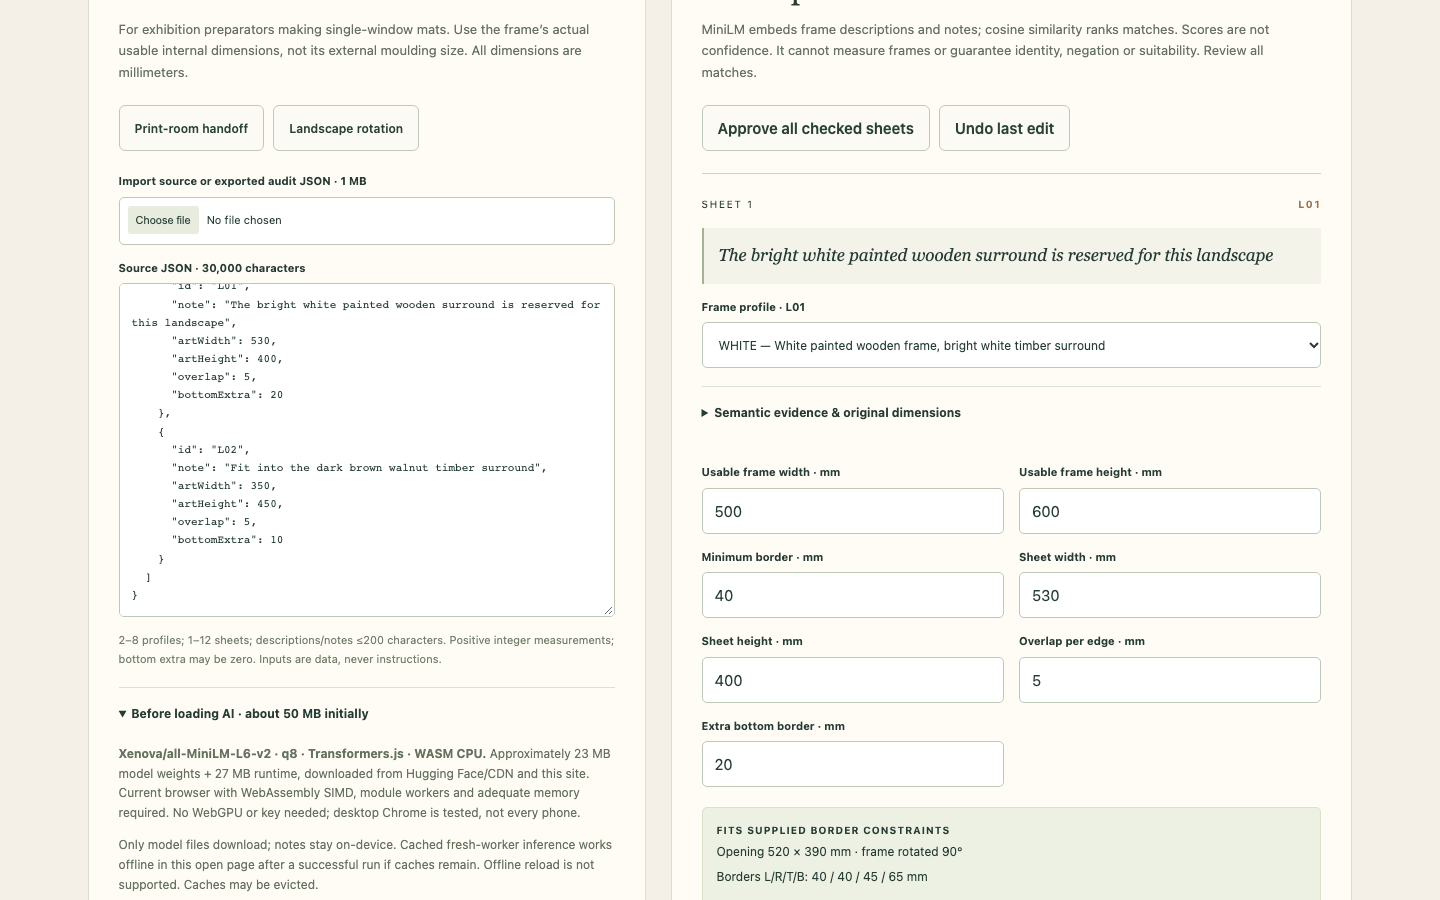 For exhibition preparators making single-window mats. Use the frame's actual
usable internal dimensions, not its external moulding size. All dimensions are
millimeters.
Print-room handoff
Landscape rotation
Import source or exported audit JSON · 1 MB
Choose file No file chosen
Source JSON · 30,000 characters
"id": "L01",
"note": "The bright white painted wooden surround is reserved for
this landscape",
"artWidth": 530,
"artHeight": 400,
"overlap": 5,
"bottomExtra": 20
},
{
"id": "L02",
"note": "Fit into the dark brown walnut timber surround",
"artWidth": 350,
"artHeight": 450,
"overlap": 5,
"bottomExtra": 10
}
]
}
2–8 profiles; 1–12 sheets; descriptions/notes ≤200 characters. Positive integer measurements;
bottom extra may be zero. Inputs are data, never instructions.
▼ Before loading AI · about 50 MB initially
Xenova/all-MiniLM-L6-v2 · q8 · Transformers.js · WASM CPU. Approximately 23 MB
model weights + 27 MB runtime, downloaded from Hugging Face/CDN and this site.
Current browser with WebAssembly SIMD, module workers and adequate memory
required. No WebGPU or key needed; desktop Chrome is tested, not every phone.
Only model files download; notes stay on-device. Cached fresh-worker inference works
offline in this open page after a successful run if caches remain. Offline reload is not
supported. Caches may be evicted.
MiniLM embeds frame descriptions and notes; cosine similarity ranks matches. Scores are not
confidence. It cannot measure frames or guarantee identity, negation or suitability. Review all
matches.
Approve all checked sheets
Undo last edit
SHEET 1
L01
The bright white painted wooden surround is reserved for this landscape
Frame profile · L01
WHITE — White painted wooden frame, bright white timber surround
▶ Semantic evidence & original dimensions
Usable frame width · mm
Usable frame height · mm
500
600
Minimum border · mm
Sheet width · mm
40
530
Sheet height · mm
Overlap per edge · mm
400
5
Extra bottom border · mm
20
FITS SUPPLIED BORDER CONSTRAINTS
Opening 520 × 390 mm · frame rotated 90°
Borders L/R/T/B: 40 / 40 / 45 / 65 mm